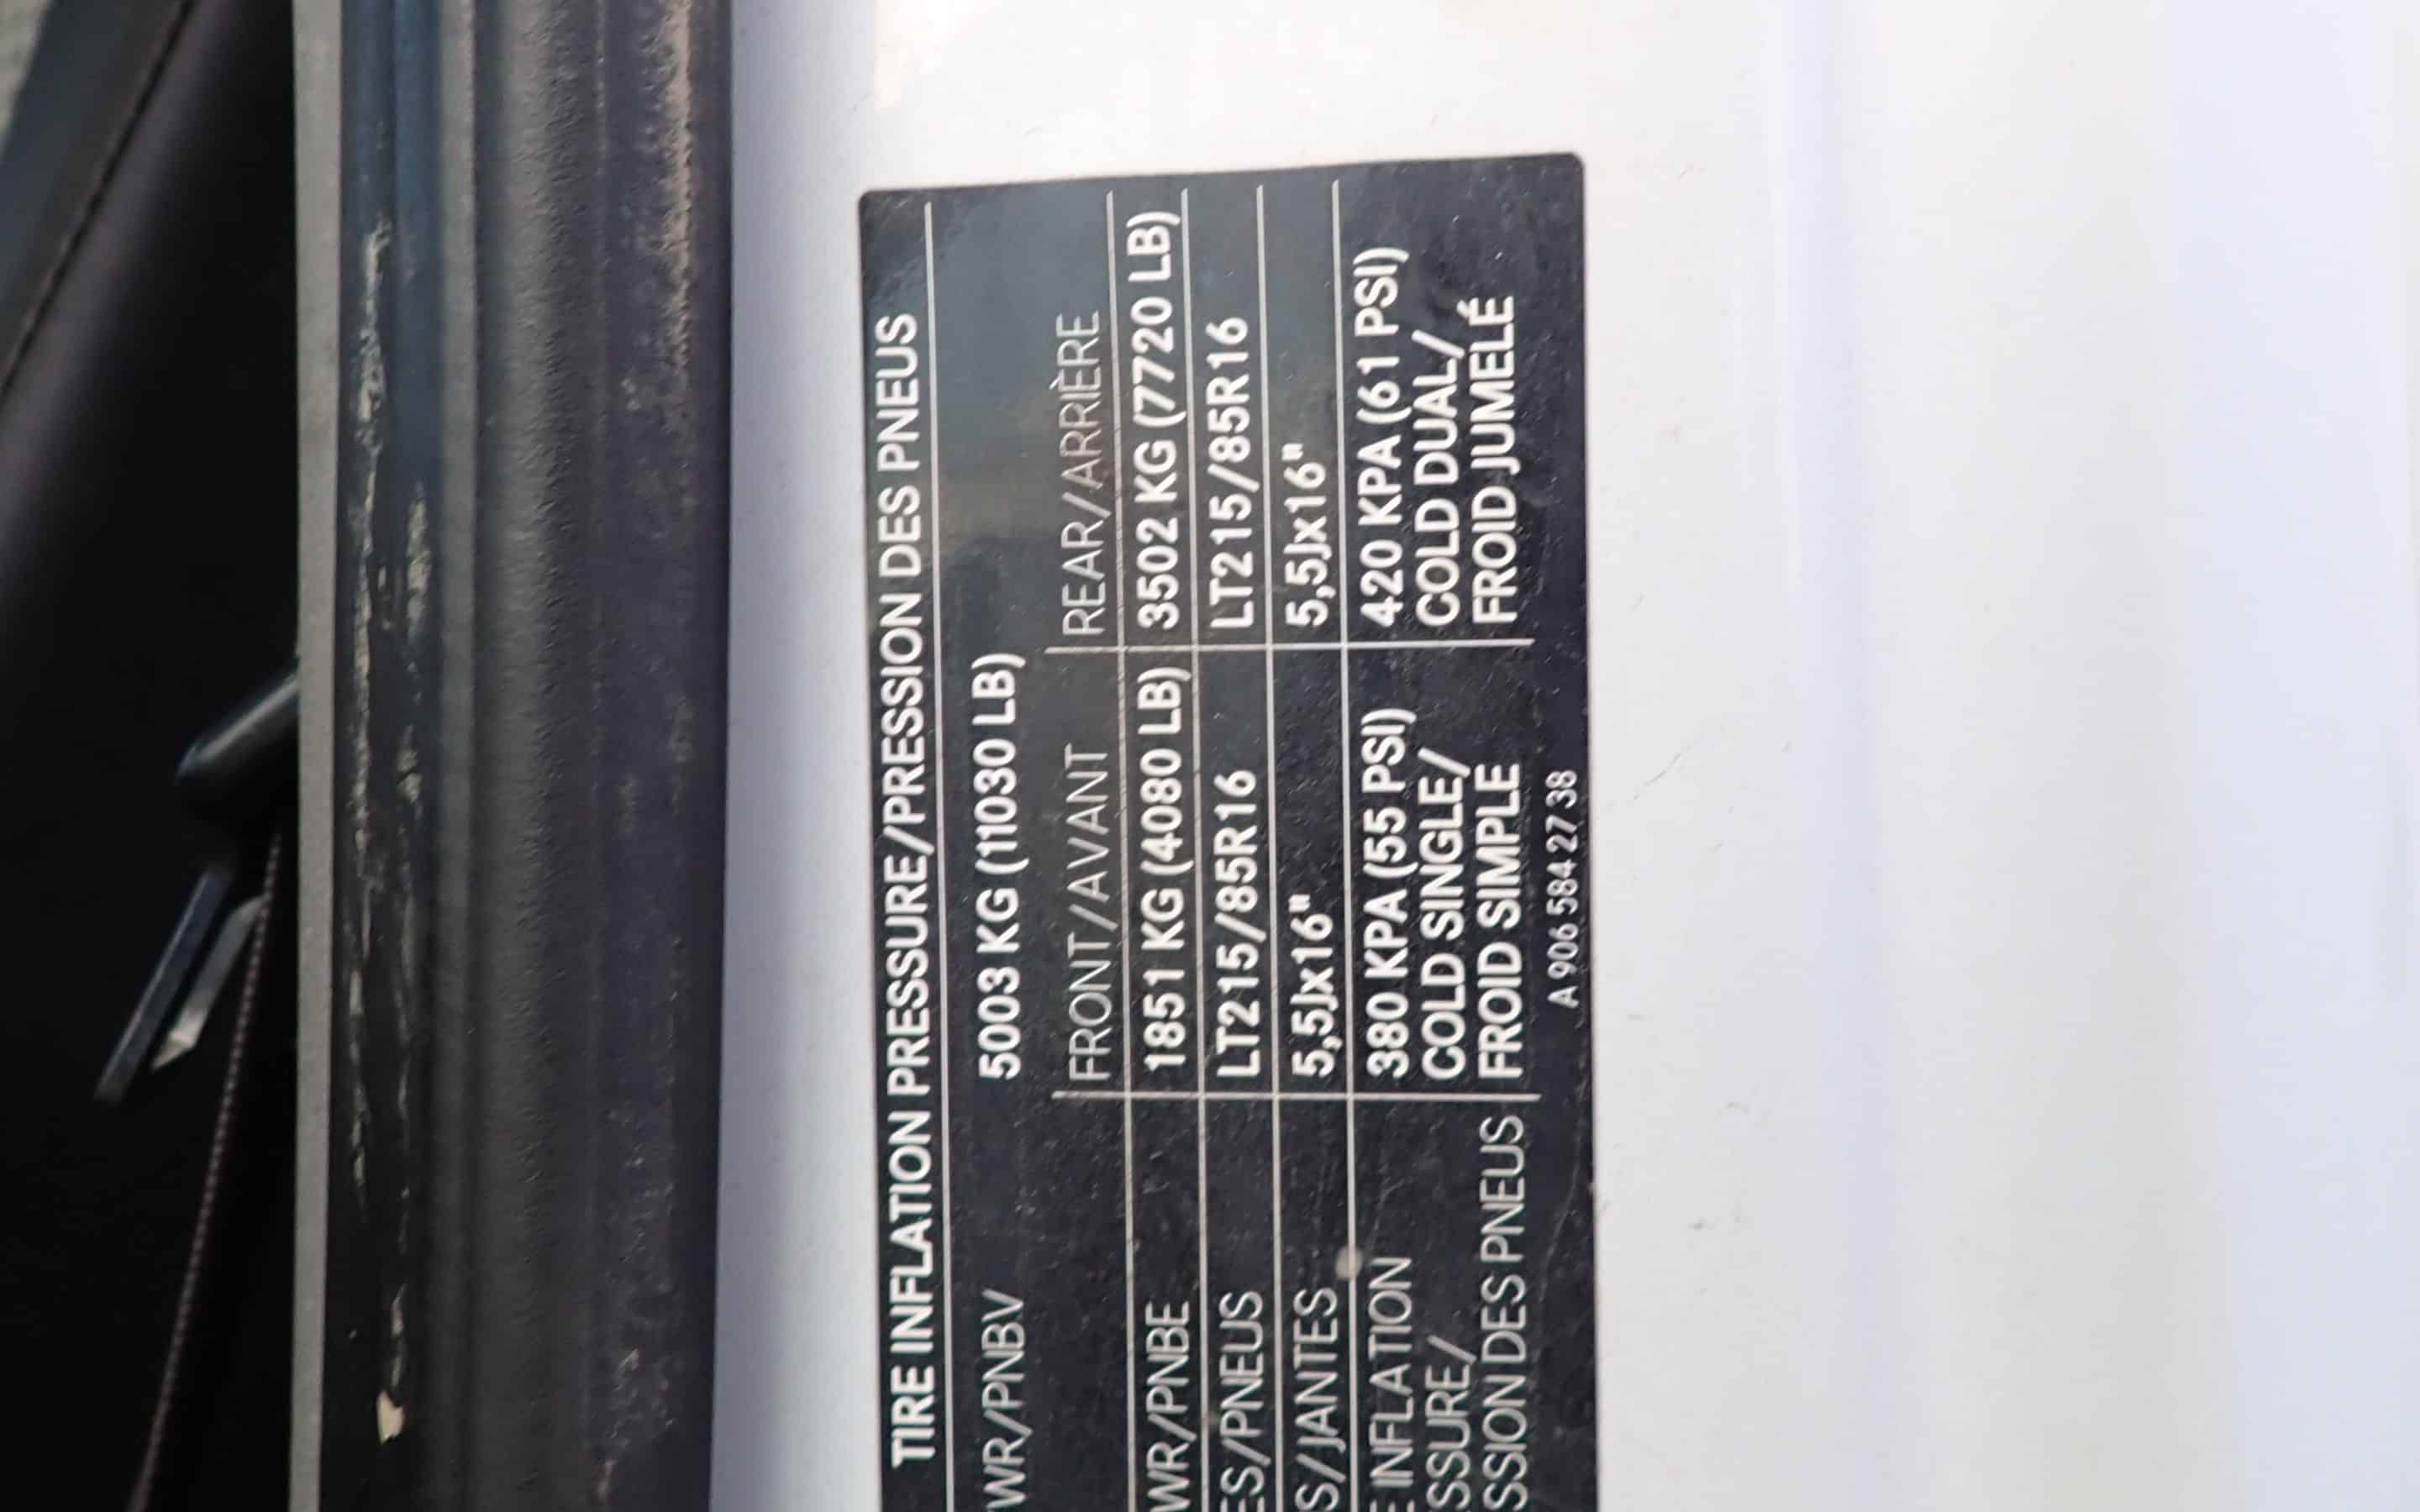 TIRE INFLATION PRESSURE/PRESSION DES PNEUS
WR/PNBV 5003 KG (11030 LB)
FRONT/AVANT REAR/ARRIÈRE
WR/PNBE 1851 KG (4080 LB) 3502 KG (7720 LB)
ES/PNEUS LT215/85R16 LT215/85R16
S/JANTES 5,5Jx16" 5,5Jx16"
E INFLATION 380 KPA (55 PSI) 420 KPA (61 PSI)
SSURE/ COLD SINGLE/ COLD DUAL/
SSION DES PNEUS FROID SIMPLE FROID JUMELÉ
A 906 584 27 38